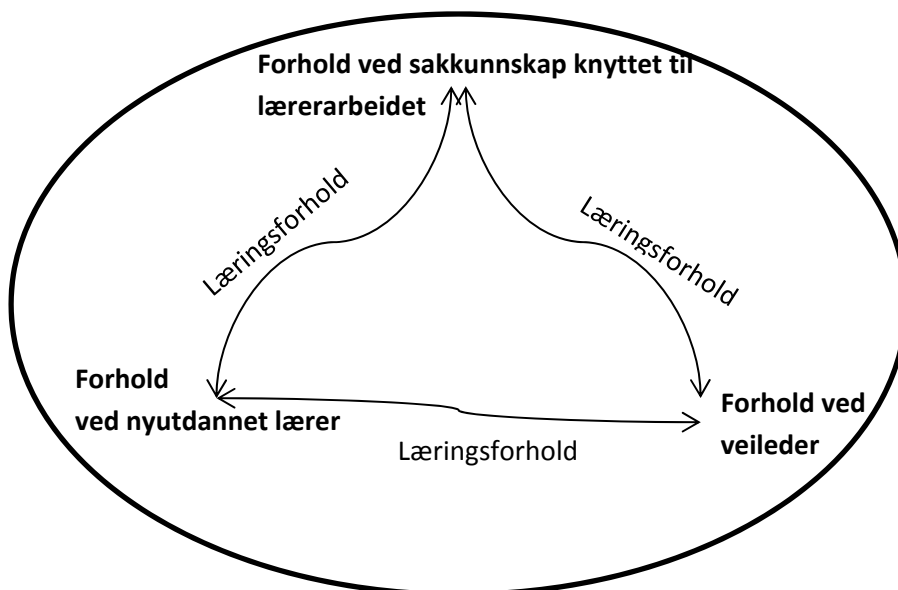 Forhold ved sakkunnskap knyttet til
lærerarbeidet
Læringsforhold
Læringsforhold
Forhold
ved nyutdannet lærer
Forhold ved
veileder
Læringsforhold